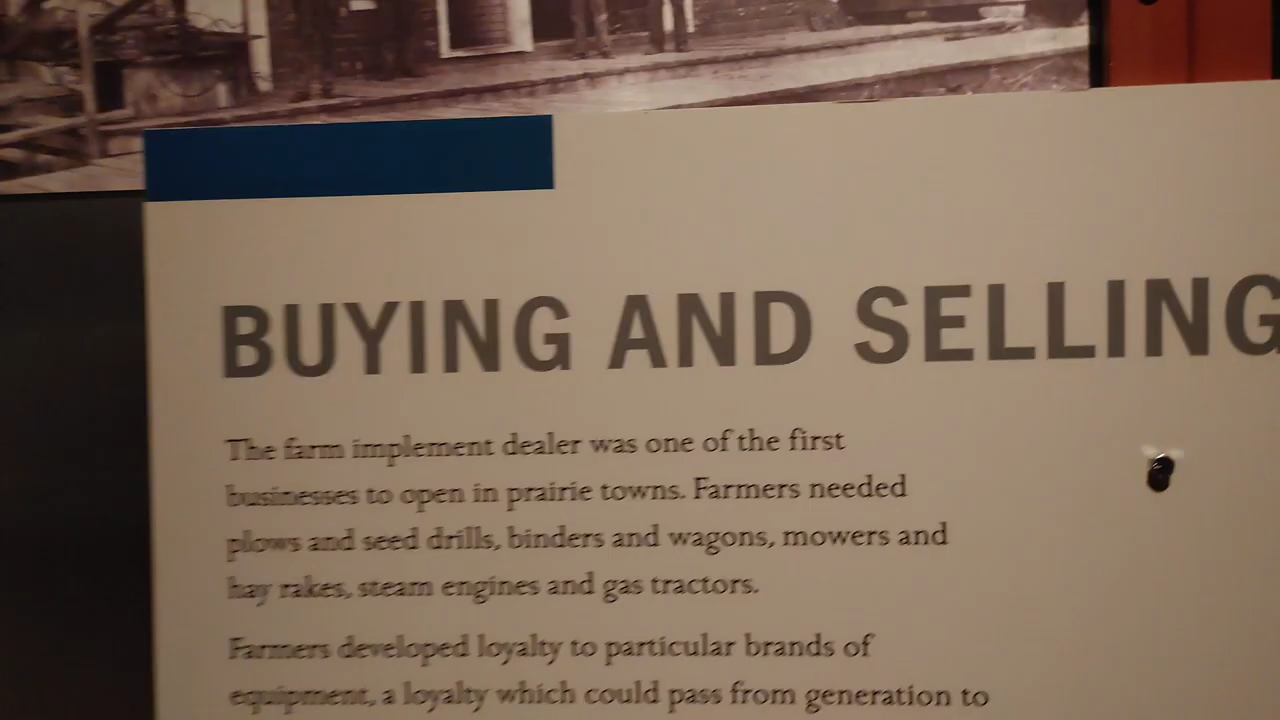 BUYING AND SELLING
The farm implement dealer was one of the first
businesses to open in prairie towns. Farmers needed
plows and seed drills, binders and wagons, mowers and
hay rakes, steam engines and gas tractors.
Farmers developed loyalty to particular brands of
equipment, a loyalty which could pass from generation to